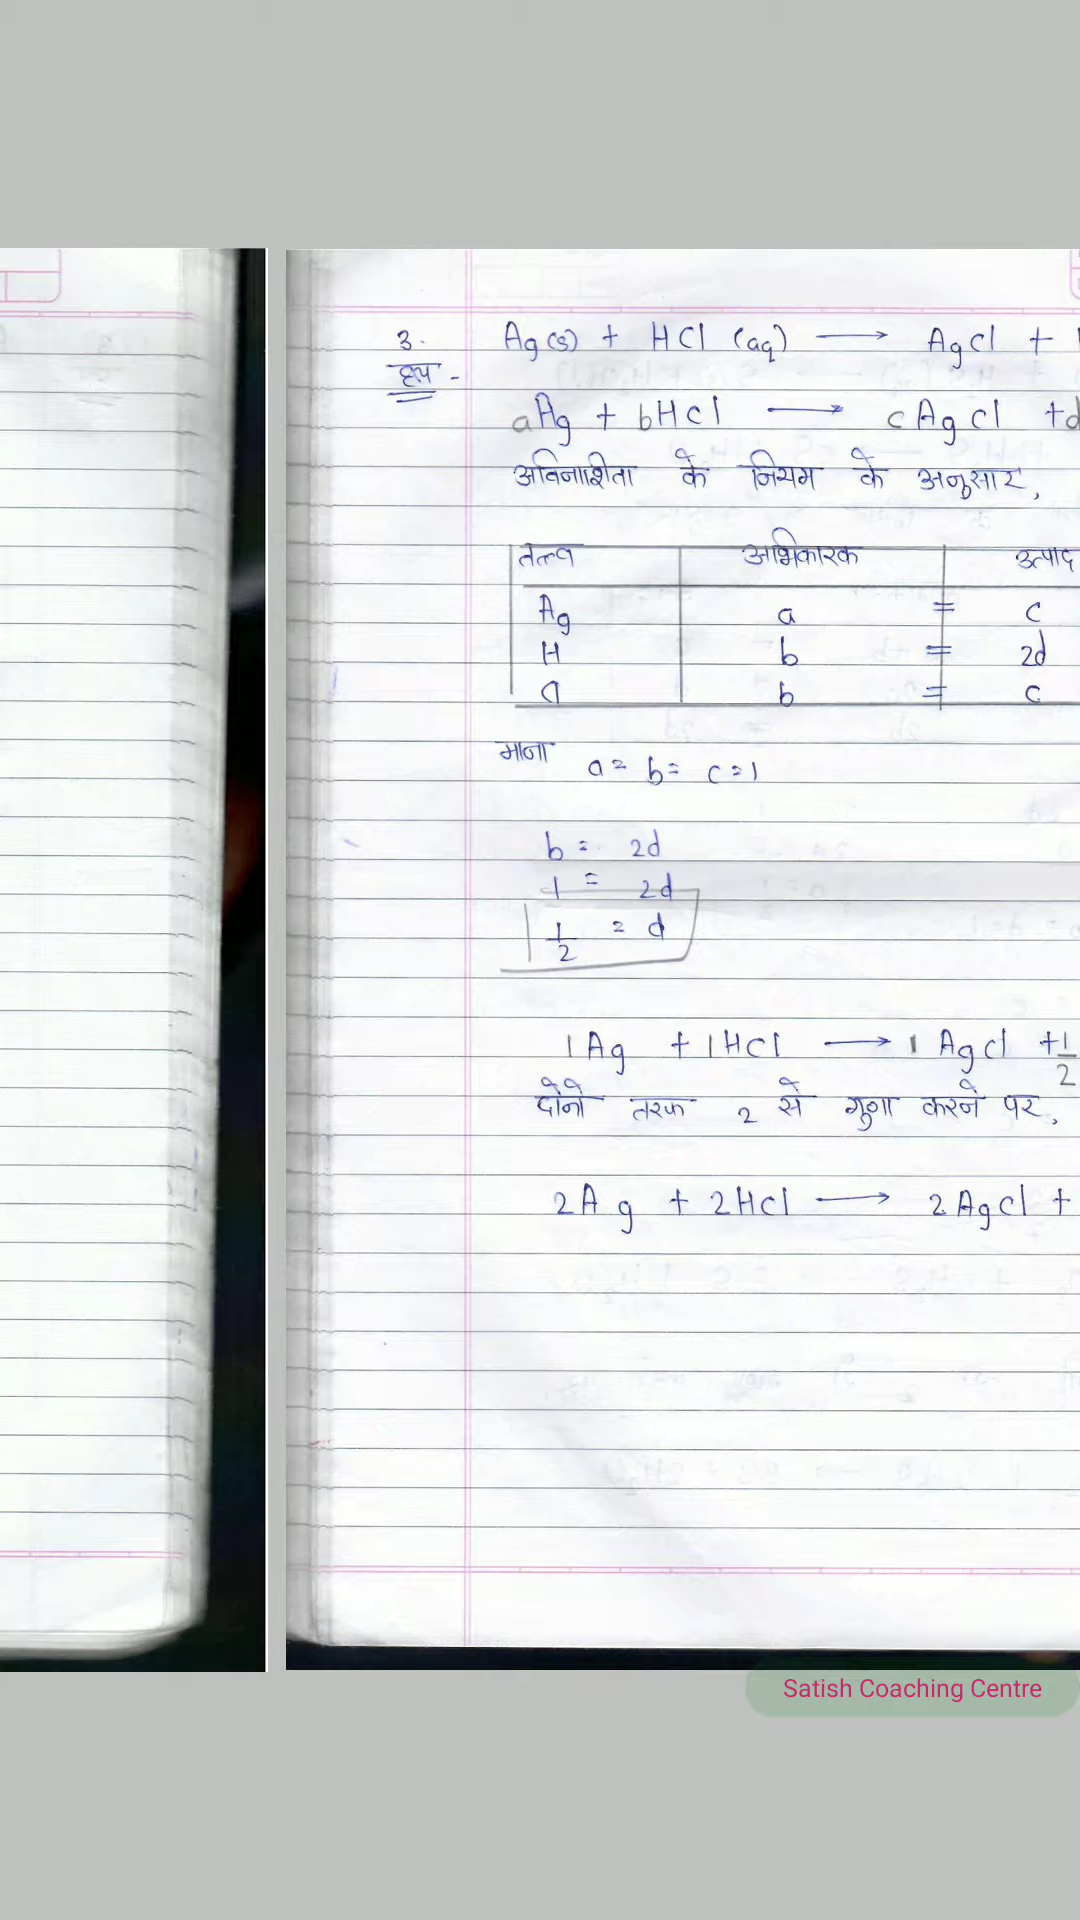 3. Ag(s) + HCl (aq) ⟶ AgCl +
हल -
aAg + bHCl ⟶ cAgCl + d
अविनाशिता के नियम के अनुसार,
तत्व अभिकारक उत्पाद
Ag a = c
H b = 2d
Cl b = c
माना a = b = c = 1
b = 2d
1 = 2d
1/2 = d
1Ag + 1HCl ⟶ 1 AgCl + 1/2
दोनो तरफ 2 से गुणा करने पर,
2Ag + 2HCl ⟶ 2AgCl +
Satish Coaching Centre